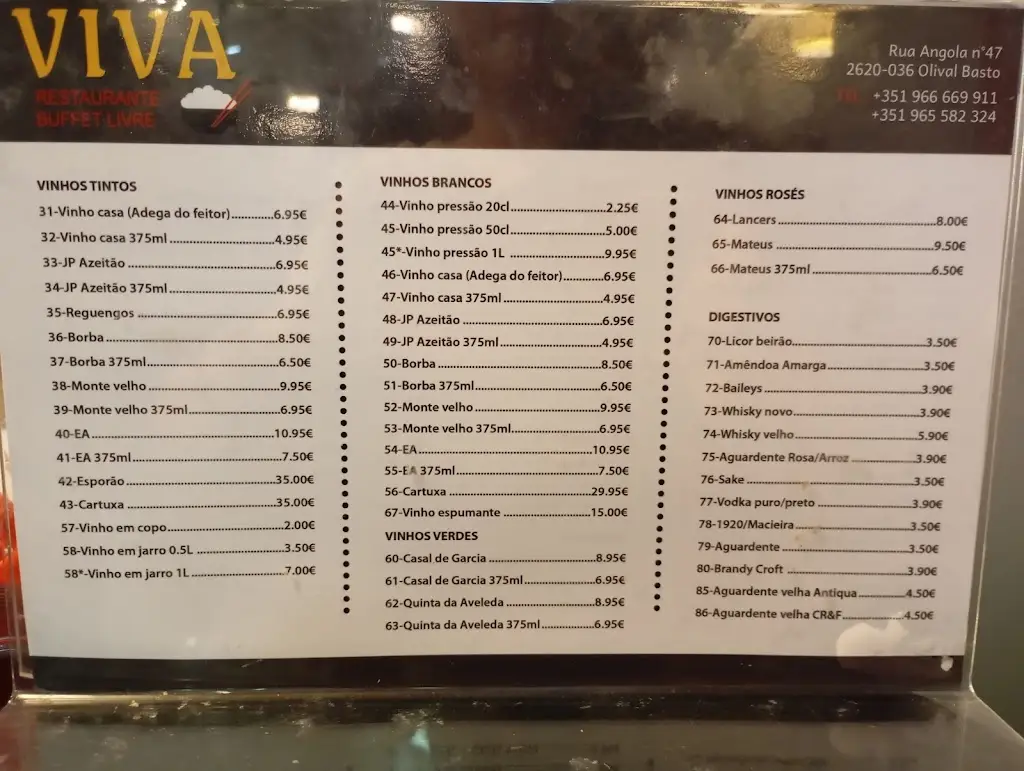 VIVA
RESTAURANTE
BUFFET LIVRE
Rua Angola n°47
2620-036 Olival Basto
TEL +351 966 669 911
+351 965 582 324
VINHOS TINTOS
31-Vinho casa (Adega do feitor)............6.95€
32-Vinho casa 375ml............4.95€
33-JP Azeitão............6.95€
34-JP Azeitão 375ml............4.95€
35-Reguengos............6.95€
36-Borba............8.50€
37-Borba 375ml............6.50€
38-Monte velho............9.95€
39-Monte velho 375ml............6.95€
40-EA............10.95€
41-EA 375ml............7.50€
42-Esporão............35.00€
43-Cartuxa............35.00€
57-Vinho em copo............2.00€
58-Vinho em jarro 0.5L............3.50€
58*-Vinho em jarro 1L............7.00€
VINHOS BRANCOS
44-Vinho pressão 20cl............2.25€
45-Vinho pressão 50cl............5.00€
45*-Vinho pressão 1L............9.95€
46-Vinho casa (Adega do feitor)............6.95€
47-Vinho casa 375ml............4.95€
48-JP Azeitão............6.95€
49-JP Azeitão 375ml............4.95€
50-Borba............8.50€
51-Borba 375ml............6.50€
52-Monte velho............9.95€
53-Monte velho 375ml............6.95€
54-EA............10.95€
55-EA 375ml............7.50€
56-Cartuxa............29.95€
67-Vinho espumante............15.00€
VINHOS VERDES
60-Casal de Garcia............8.95€
61-Casal de Garcia 375ml............6.95€
62-Quinta da Aveleda............8.95€
63-Quinta da Aveleda 375ml............6.95€
VINHOS ROSÉS
64-Lancers............8.00€
65-Mateus............9.50€
66-Mateus 375ml............6.50€
DIGESTIVOS
70-Licor beirão............3.50€
71-Amêndoa Amarga............3.50€
72-Baileys............3.90€
73-Whisky novo............3.90€
74-Whisky velho............5.90€
75-Aguardente Rosa/Arroz............3.90€
76-Sake............3.50€
77-Vodka puro/preto............3.90€
78-1920/Macieira............3.50€
79-Aguardente............3.50€
80-Brandy Croft............3.90€
85-Aguardente velha Antiqua............4.50€
86-Aguardente velha CR&F............4.50€